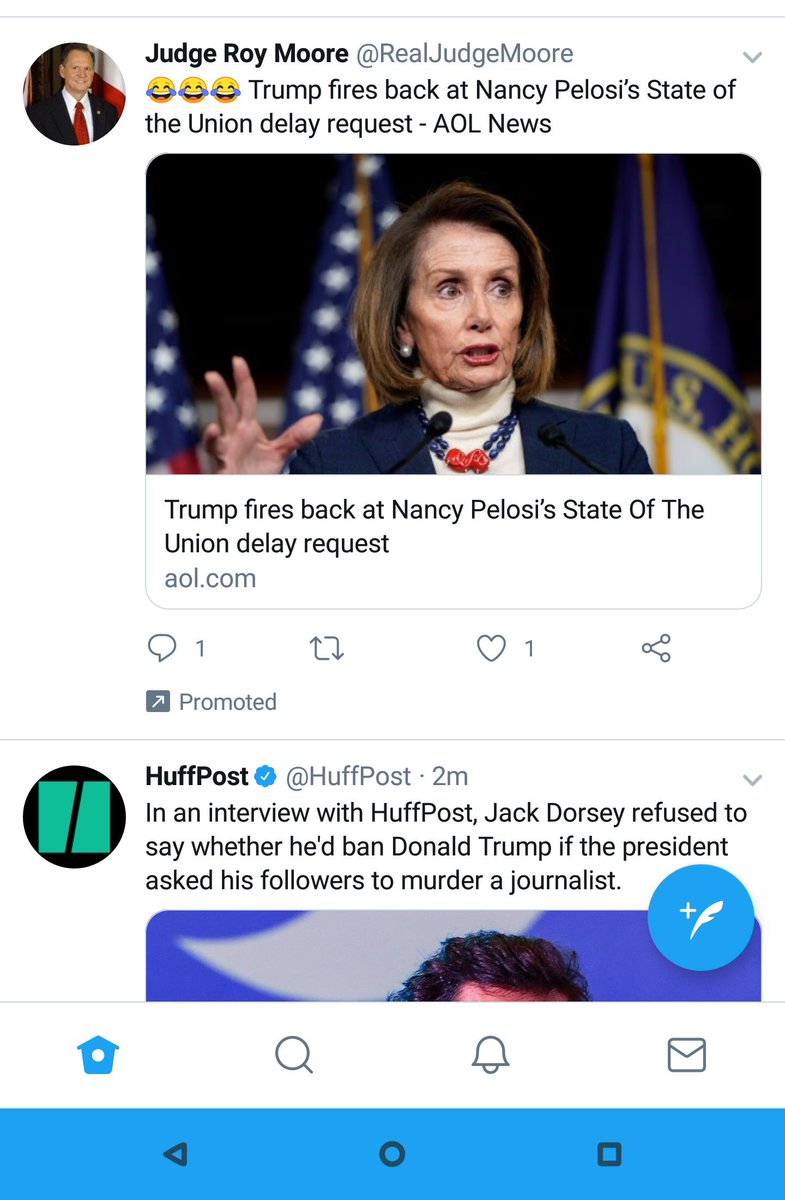 Judge Roy Moore @RealJudgeMoore
😂😂😂 Trump fires back at Nancy Pelosi’s State of
the Union delay request - AOL News
U.S. HO
Trump fires back at Nancy Pelosi’s State Of The
Union delay request
aol.com
1 1
Promoted
HuffPost @HuffPost · 2m
In an interview with HuffPost, Jack Dorsey refused to
say whether he'd ban Donald Trump if the president
asked his followers to murder a journalist.